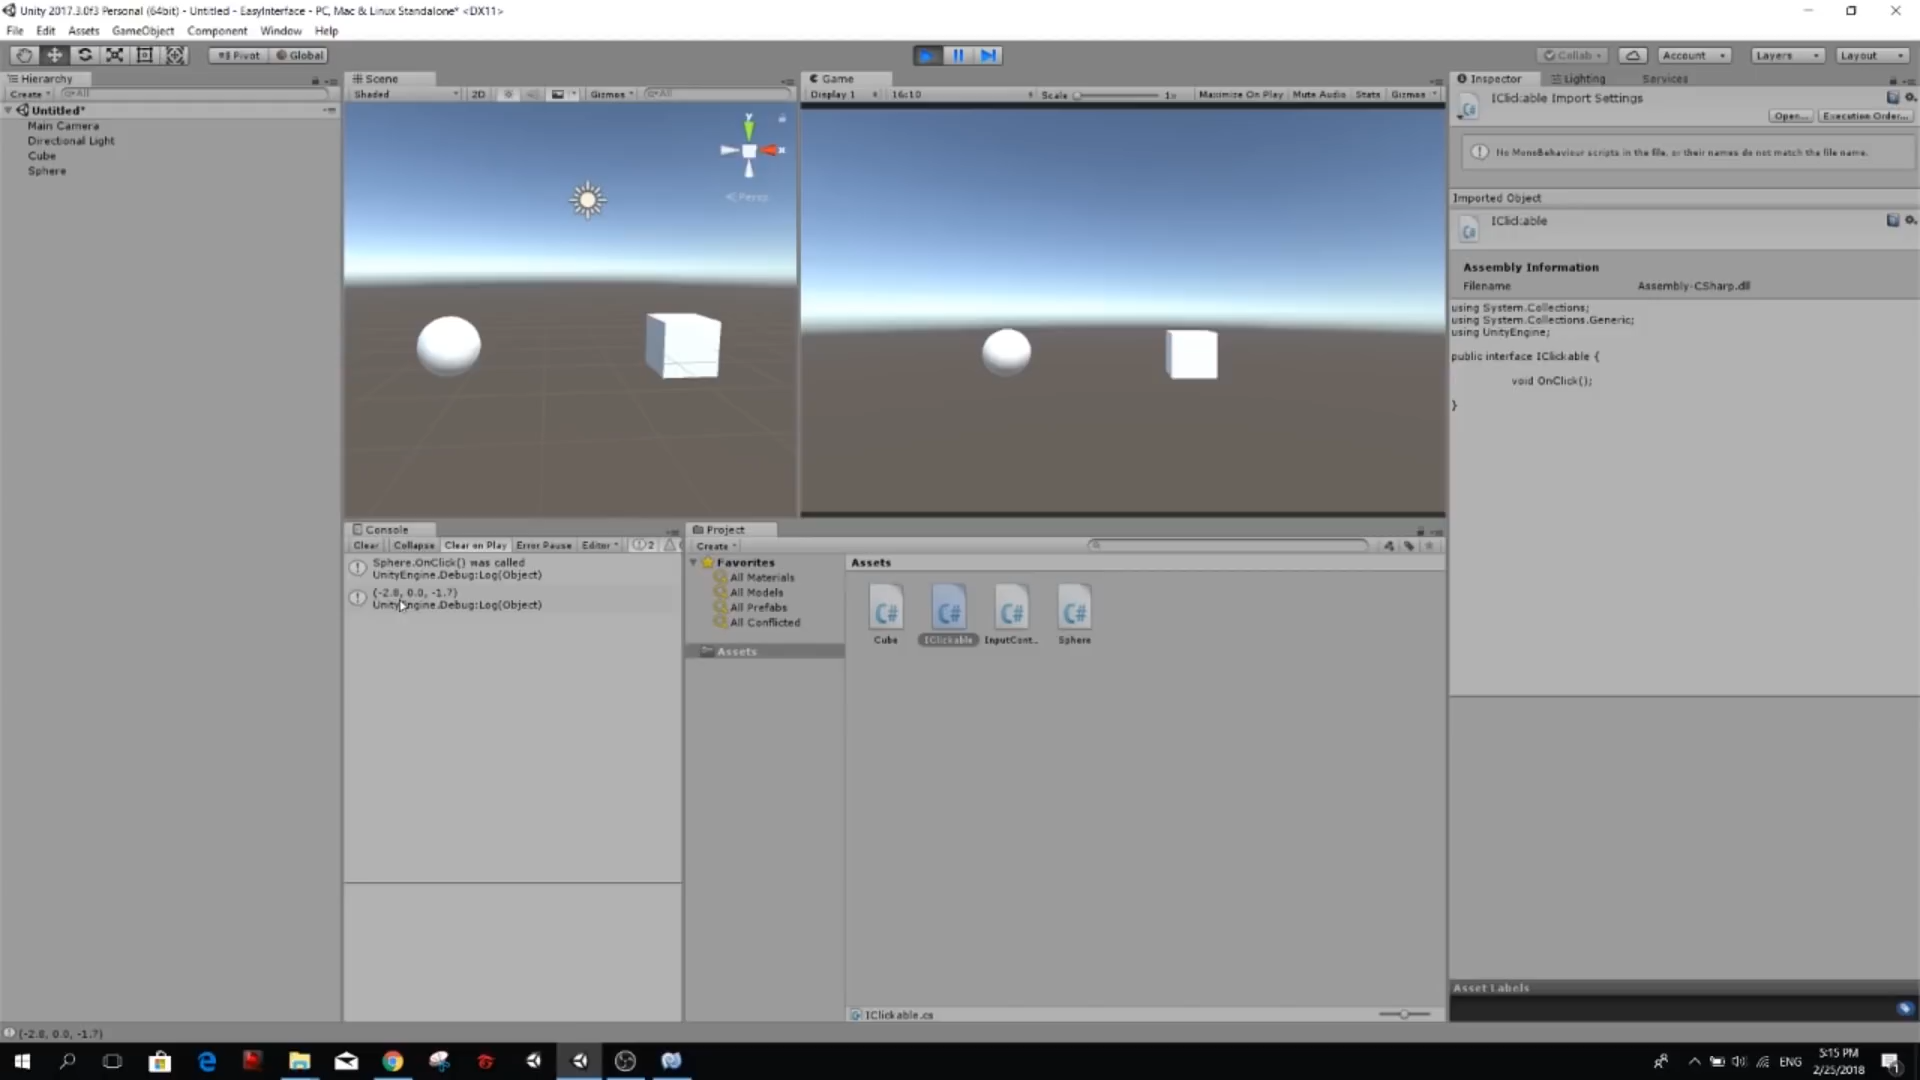 Unity 2017.3.0f3 Personal (64bit) - Untitled - EasyInterface - PC, Mac & Linux Standalone* <DX11>
File Edit Assets GameObject Component Window Help
Pivot Global
Collab Account Layers Layout
Hierarchy
Create All
Untitled*
Main Camera
Directional Light
Cube
Sphere
Scene
Shaded 2D Gizmos All
y
x
Persp
Game
Display 1 16:10 Scale 1x Maximize On Play Mute Audio Stats Gizmos
Console
Clear Collapse Clear on Play Error Pause Editor 2
Sphere.OnClick() was called
UnityEngine.Debug:Log(Object)
(-2.8, 0.0, -1.7)
UnityEngine.Debug:Log(Object)
Project
Create
Favorites
All Materials
All Models
All Prefabs
All Conflicted
Assets
Assets
C# C# C# C#
Cube IClickable InputCont... Sphere
IClickable.cs
Inspector Lighting Services
IClickable Import Settings
Open... Execution Order...
No MonoBehaviour scripts in the file, or their names do not match the file name.
Imported Object
IClickable
Assembly Information
Filename Assembly-CSharp.dll
using System.Collections;
using System.Collections.Generic;
using UnityEngine;
public interface IClickable {
void OnClick();
}
Asset Labels
(-2.8, 0.0, -1.7)
ENG
5:15 PM
2/25/2018
1